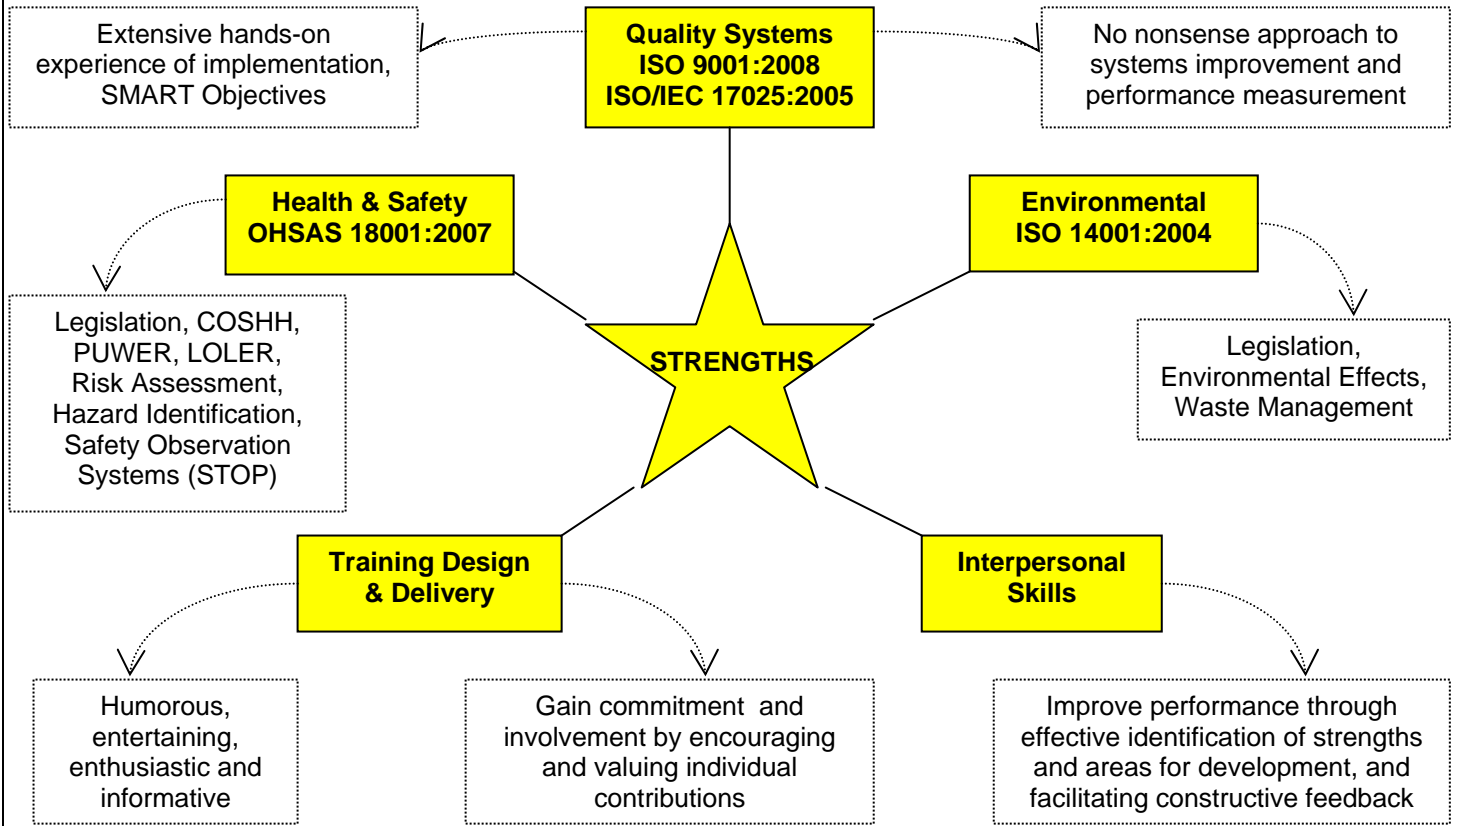 Extensive hands-on
experience of implementation,
SMART Objectives
Quality Systems
ISO 9001:2008
ISO/IEC 17025:2005
No nonsense approach to
systems improvement and
performance measurement
Health & Safety
OHSAS 18001:2007
Environmental
ISO 14001:2004
Legislation, COSHH,
PUWER, LOLER,
Risk Assessment,
Hazard Identification,
Safety Observation
Systems (STOP)
STRENGTHS
Legislation,
Environmental Effects,
Waste Management
Training Design
& Delivery
Interpersonal
Skills
Humorous,
entertaining,
enthusiastic and
informative
Gain commitment  and
involvement by encouraging
and valuing individual
contributions
Improve performance through
effective identification of strengths
and areas for development, and
facilitating constructive feedback